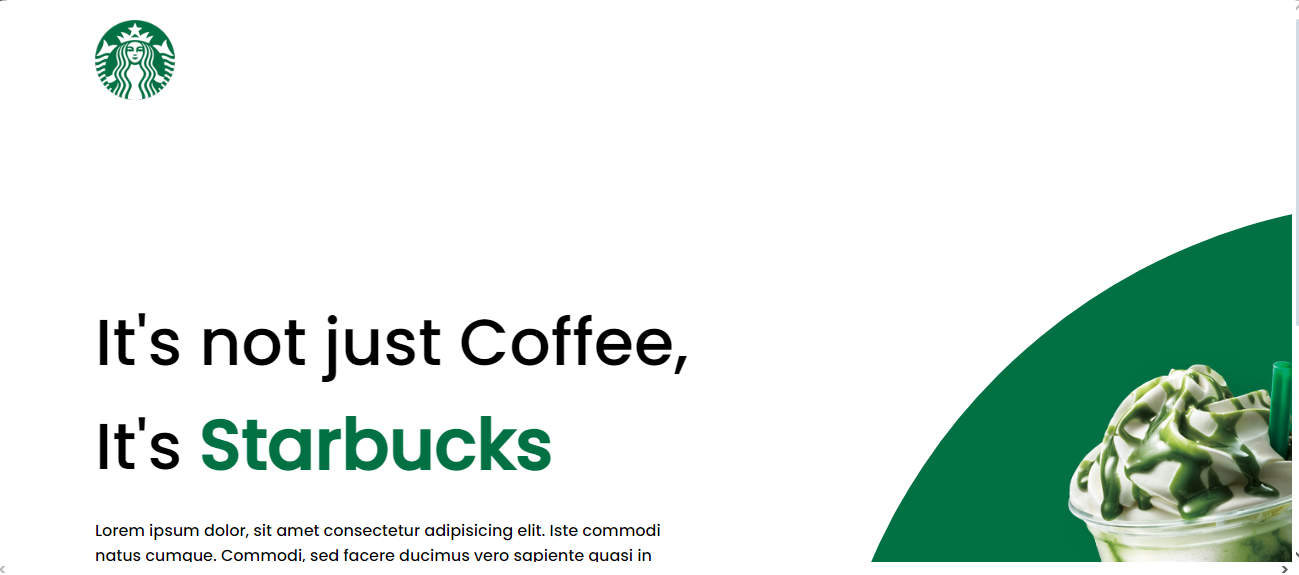 It's not just Coffee,
It's Starbucks
Lorem ipsum dolor, sit amet consectetur adipisicing elit. Iste commodi
natus cumque. Commodi, sed facere ducimus vero sapiente quasi in